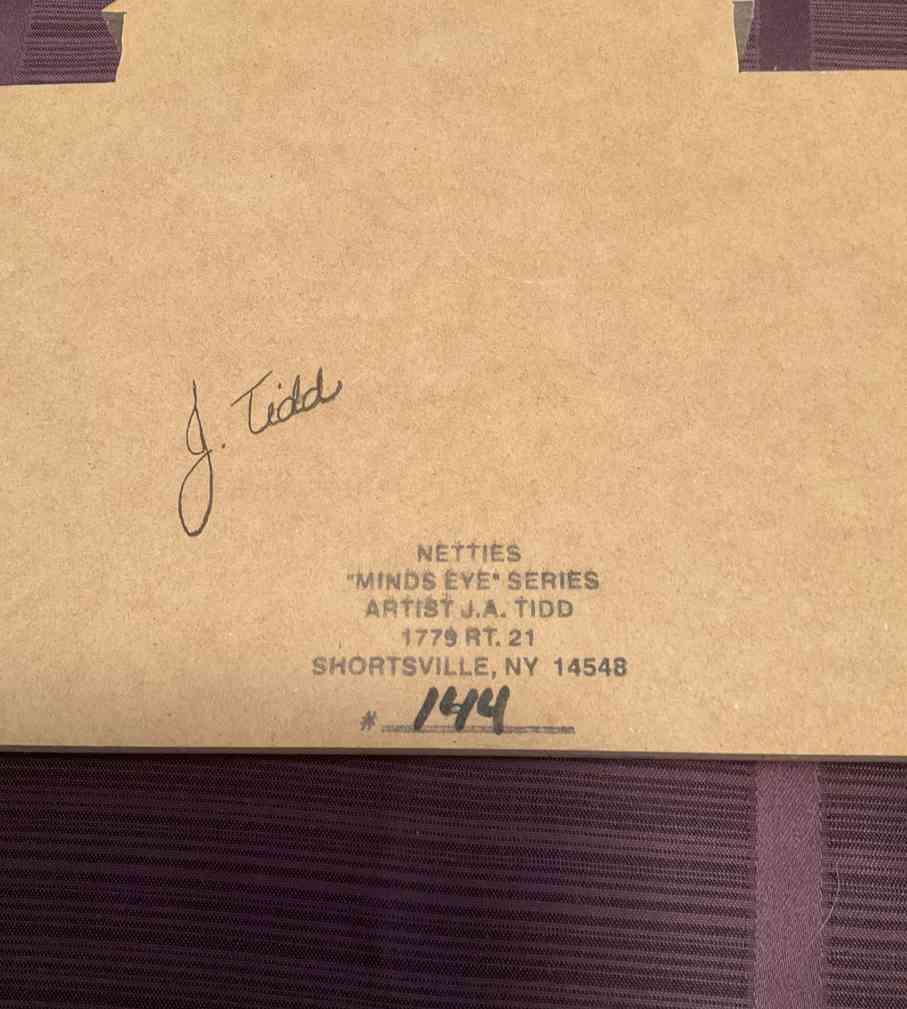 J. Tidd
NETTIES
"MINDS EYE" SERIES
ARTIST J.A. TIDD
1779 RT. 21
SHORTSVILLE, NY 14548
# 144